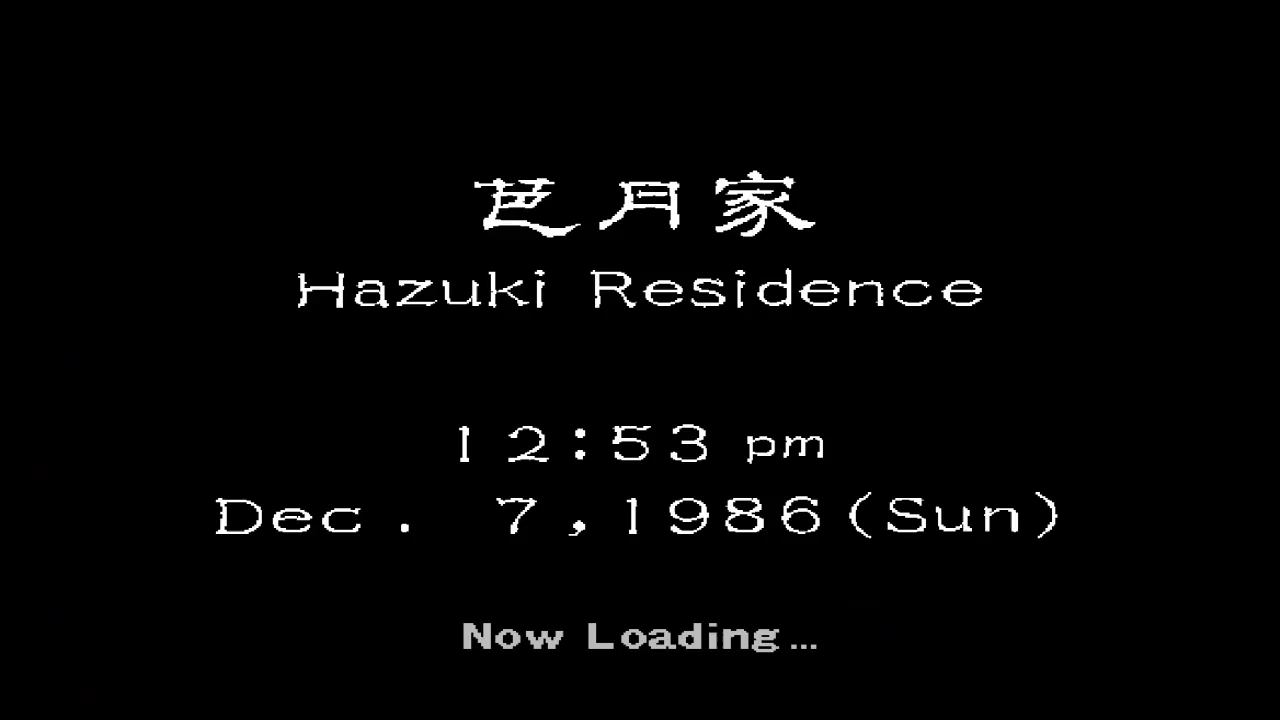 芭月家
Hazuki Residence
12:53 pm
Dec. 7,1986(Sun)
Now Loading...